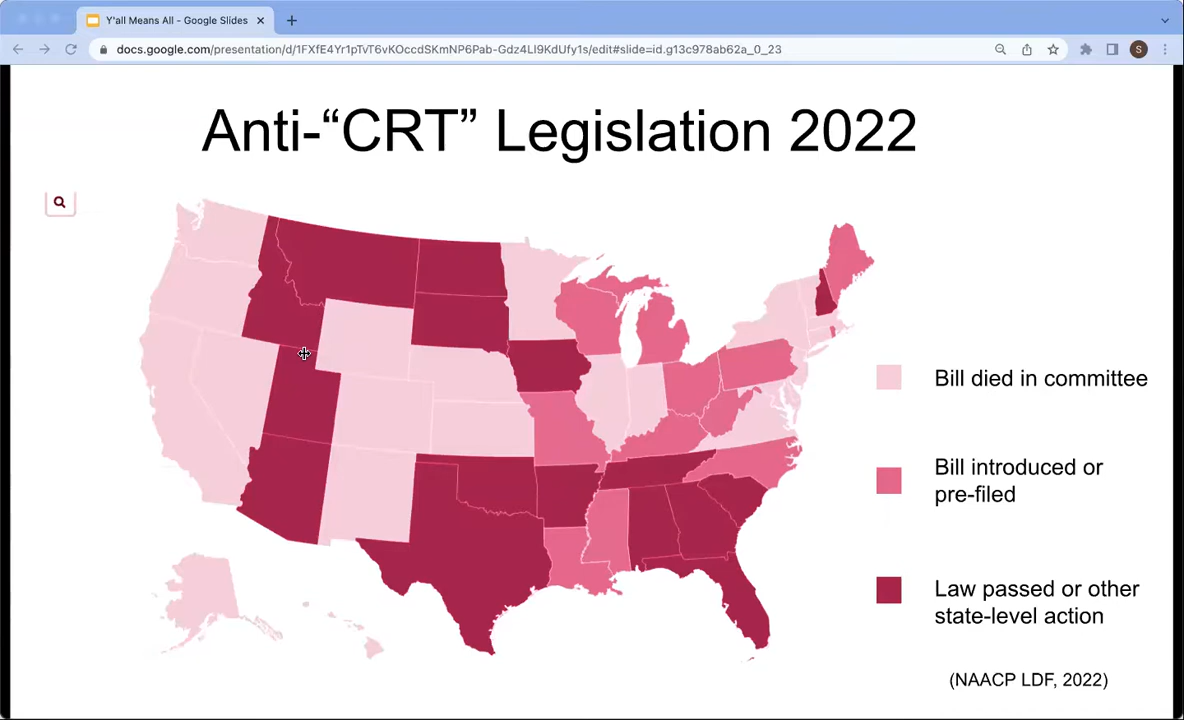 Y'all Means All - Google Slides
docs.google.com/presentation/d/1FXfE4Yr1pTvT6vKOccdSKmNP6Pab-Gdz4LI9KdUfy1s/edit#slide=id.g13c978ab62a_0_23
S
Anti-“CRT” Legislation 2022
Bill died in committee
Bill introduced or
pre-filed
Law passed or other
state-level action
(NAACP LDF, 2022)